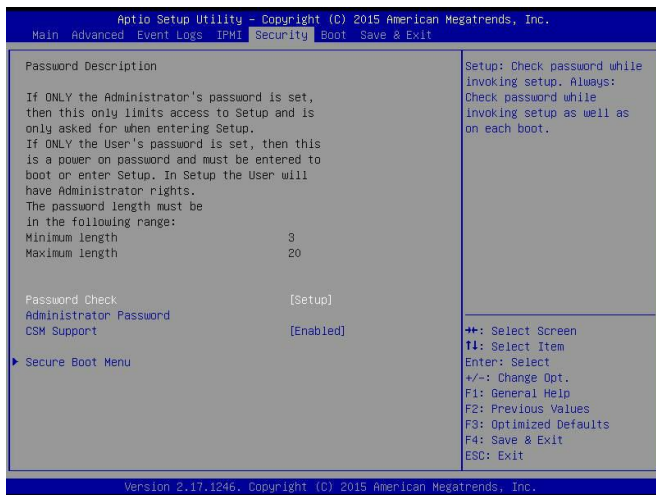 Aptio Setup Utility – Copyright (C) 2015 American Megatrends, Inc.
Main Advanced Event Logs IPMI Security Boot Save & Exit
Password Description
If ONLY the Administrator's password is set,
then this only limits access to Setup and is
only asked for when entering Setup.
If ONLY the User's password is set, then this
is a power on password and must be entered to
boot or enter Setup. In Setup the User will
have Administrator rights.
The password length must be
in the following range:
Minimum length 3
Maximum length 20
Password Check [Setup]
Administrator Password
CSM Support [Enabled]
▶ Secure Boot Menu
Setup: Check password while
invoking setup. Always:
Check password while
invoking setup as well as
on each boot.
→←: Select Screen
↑↓: Select Item
Enter: Select
+/-: Change Opt.
F1: General Help
F2: Previous Values
F3: Optimized Defaults
F4: Save & Exit
ESC: Exit
Version 2.17.1246. Copyright (C) 2015 American Megatrends, Inc.